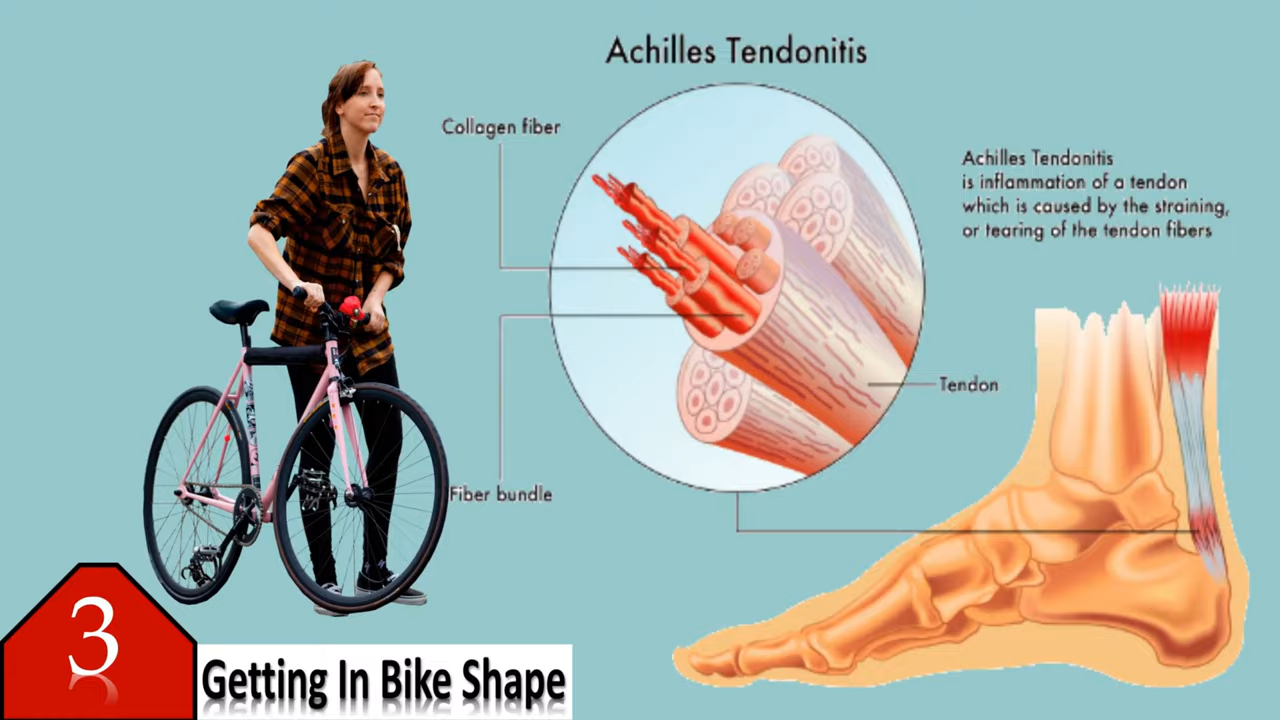 Achilles Tendonitis
Collagen fiber
Achilles Tendonitis
is inflammation of a tendon
which is caused by the straining,
or tearing of the tendon fibers
Tendon
Fiber bundle
3
Getting In Bike Shape